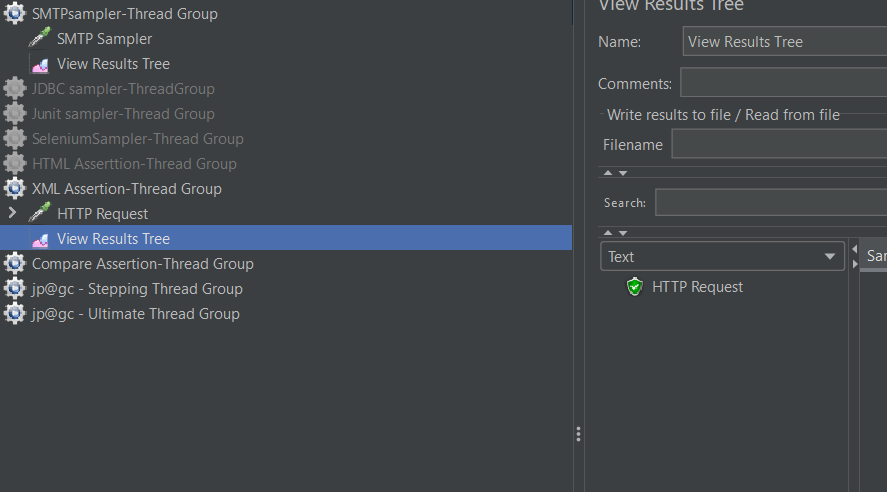 SMTPsampler-Thread Group
SMTP Sampler
View Results Tree
JDBC sampler-ThreadGroup
Junit sampler-Thread Group
SeleniumSampler-Thread Group
HTML Asserttion-Thread Group
XML Assertion-Thread Group
HTTP Request
View Results Tree
Compare Assertion-Thread Group
jp@gc - Stepping Thread Group
jp@gc - Ultimate Thread Group
View Results Tree
Name: View Results Tree
Comments:
Write results to file / Read from file
Filename
Search:
Text
HTTP Request